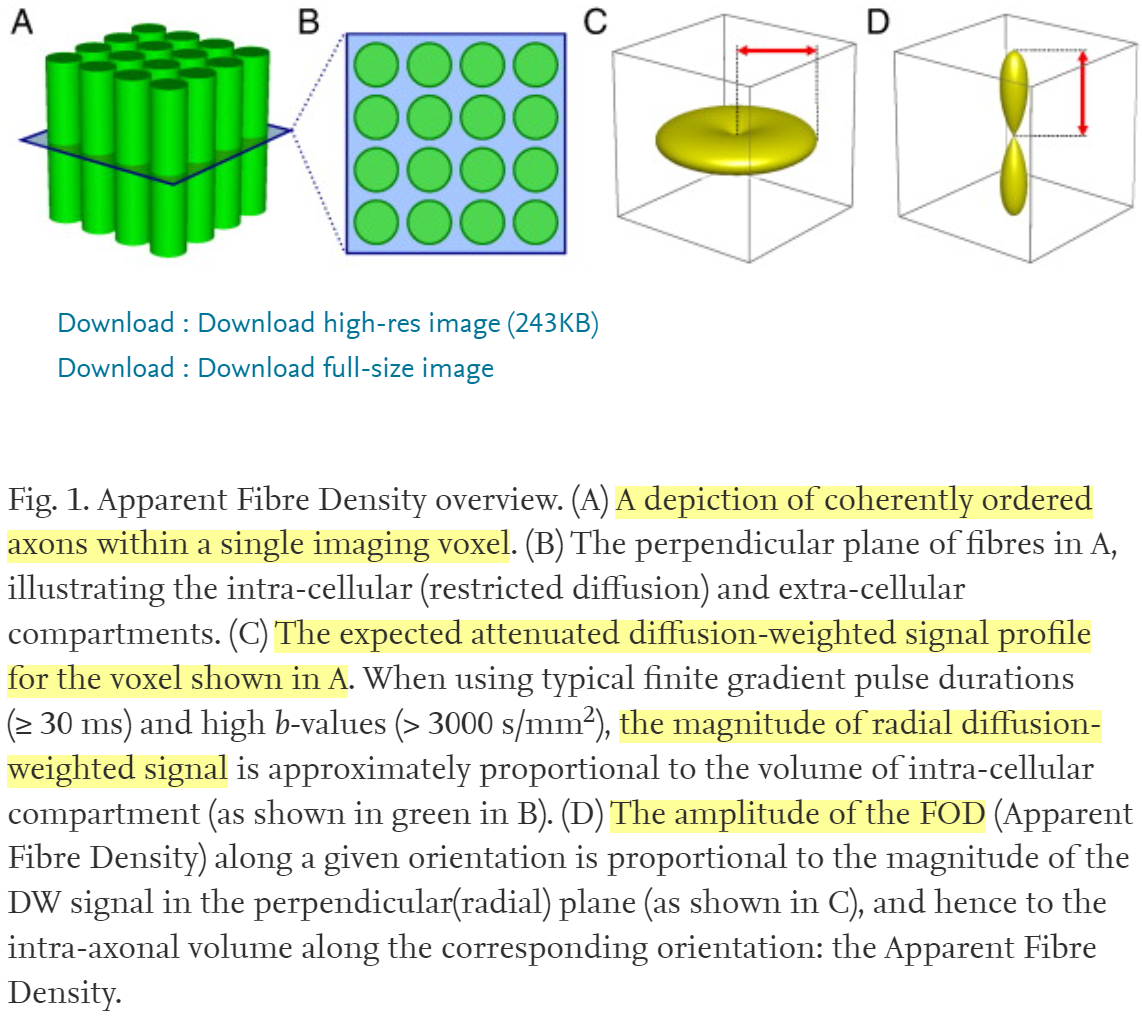 A
B
C
D
Download : Download high-res image (243KB)
Download : Download full-size image
Fig. 1. Apparent Fibre Density overview. (A) A depiction of coherently ordered
axons within a single imaging voxel. (B) The perpendicular plane of fibres in A,
illustrating the intra-cellular (restricted diffusion) and extra-cellular
compartments. (C) The expected attenuated diffusion-weighted signal profile
for the voxel shown in A. When using typical finite gradient pulse durations
(≥ 30 ms) and high b-values (> 3000 s/mm²), the magnitude of radial diffusion-
weighted signal is approximately proportional to the volume of intra-cellular
compartment (as shown in green in B). (D) The amplitude of the FOD (Apparent
Fibre Density) along a given orientation is proportional to the magnitude of the
DW signal in the perpendicular(radial) plane (as shown in C), and hence to the
intra-axonal volume along the corresponding orientation: the Apparent Fibre
Density.